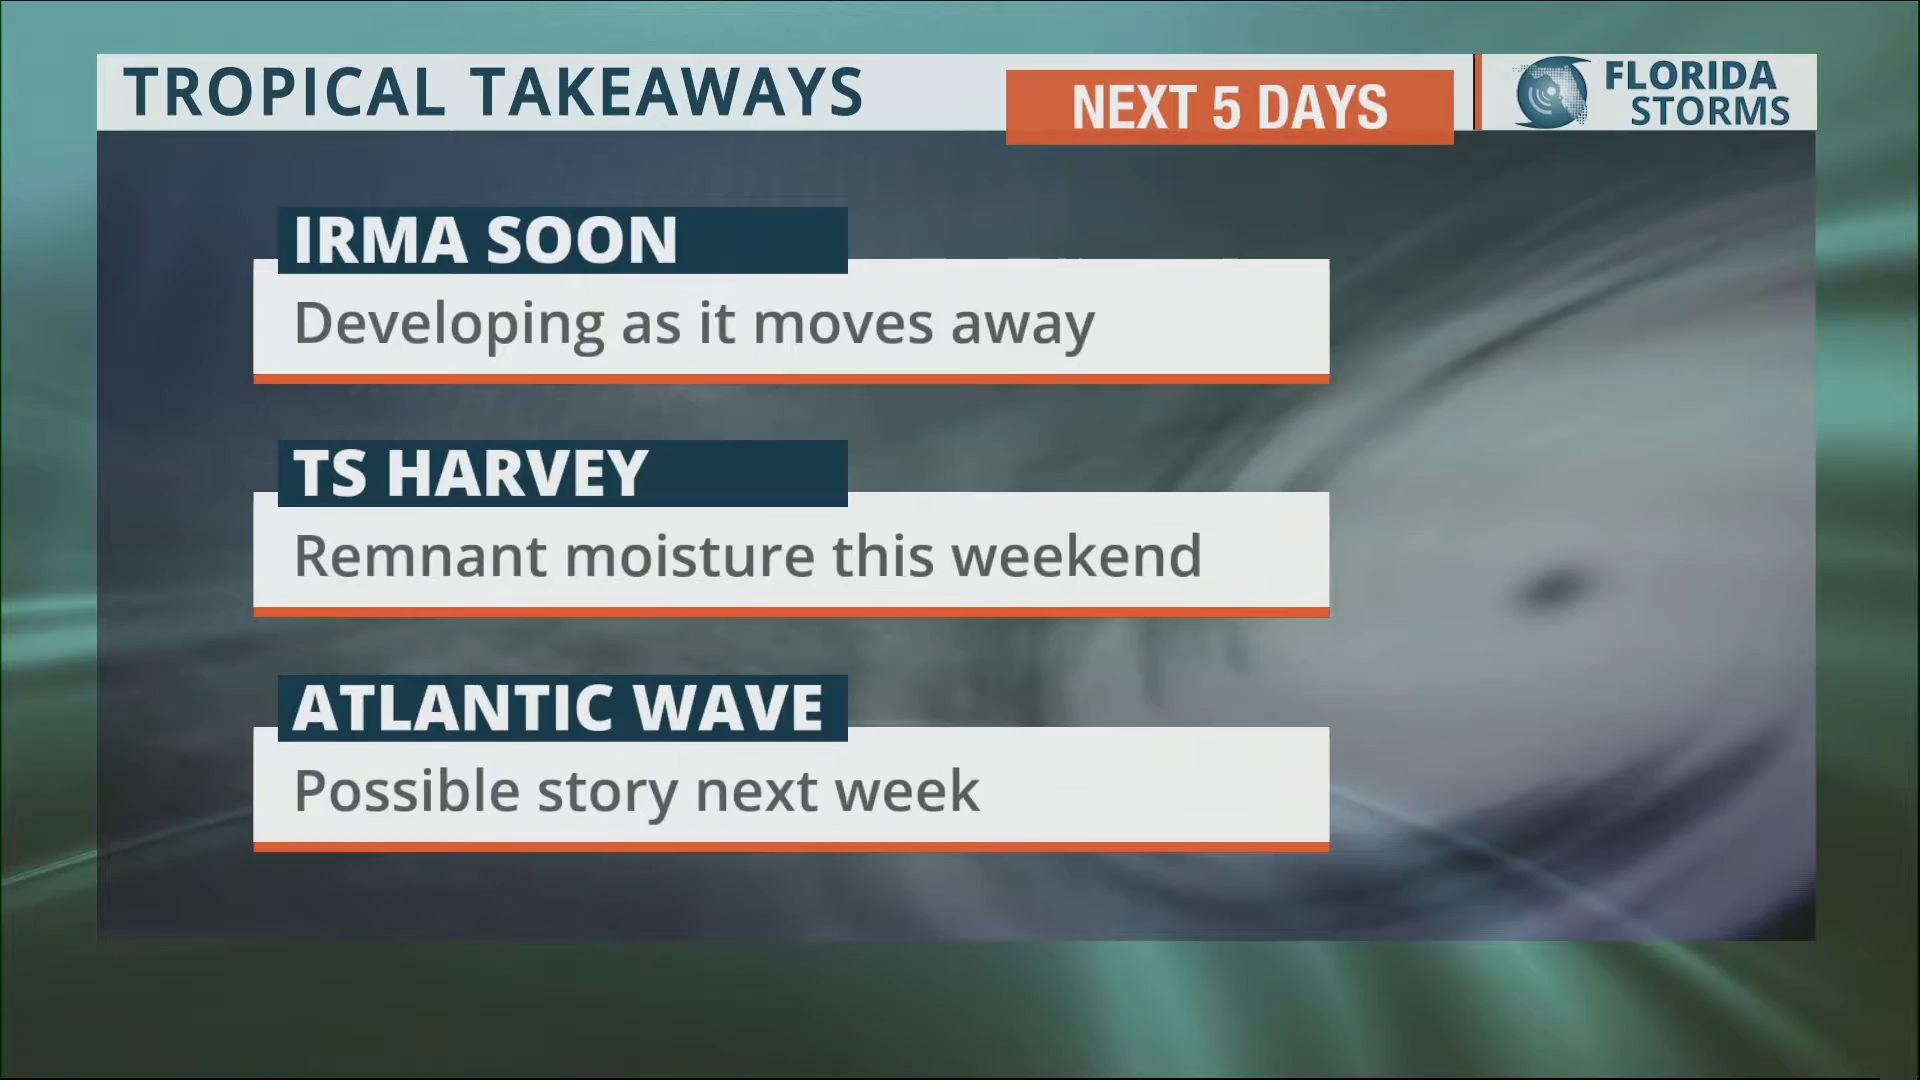 TROPICAL TAKEAWAYS
NEXT 5 DAYS
FLORIDA
STORMS
IRMA SOON
Developing as it moves away
TS HARVEY
Remnant moisture this weekend
ATLANTIC WAVE
Possible story next week